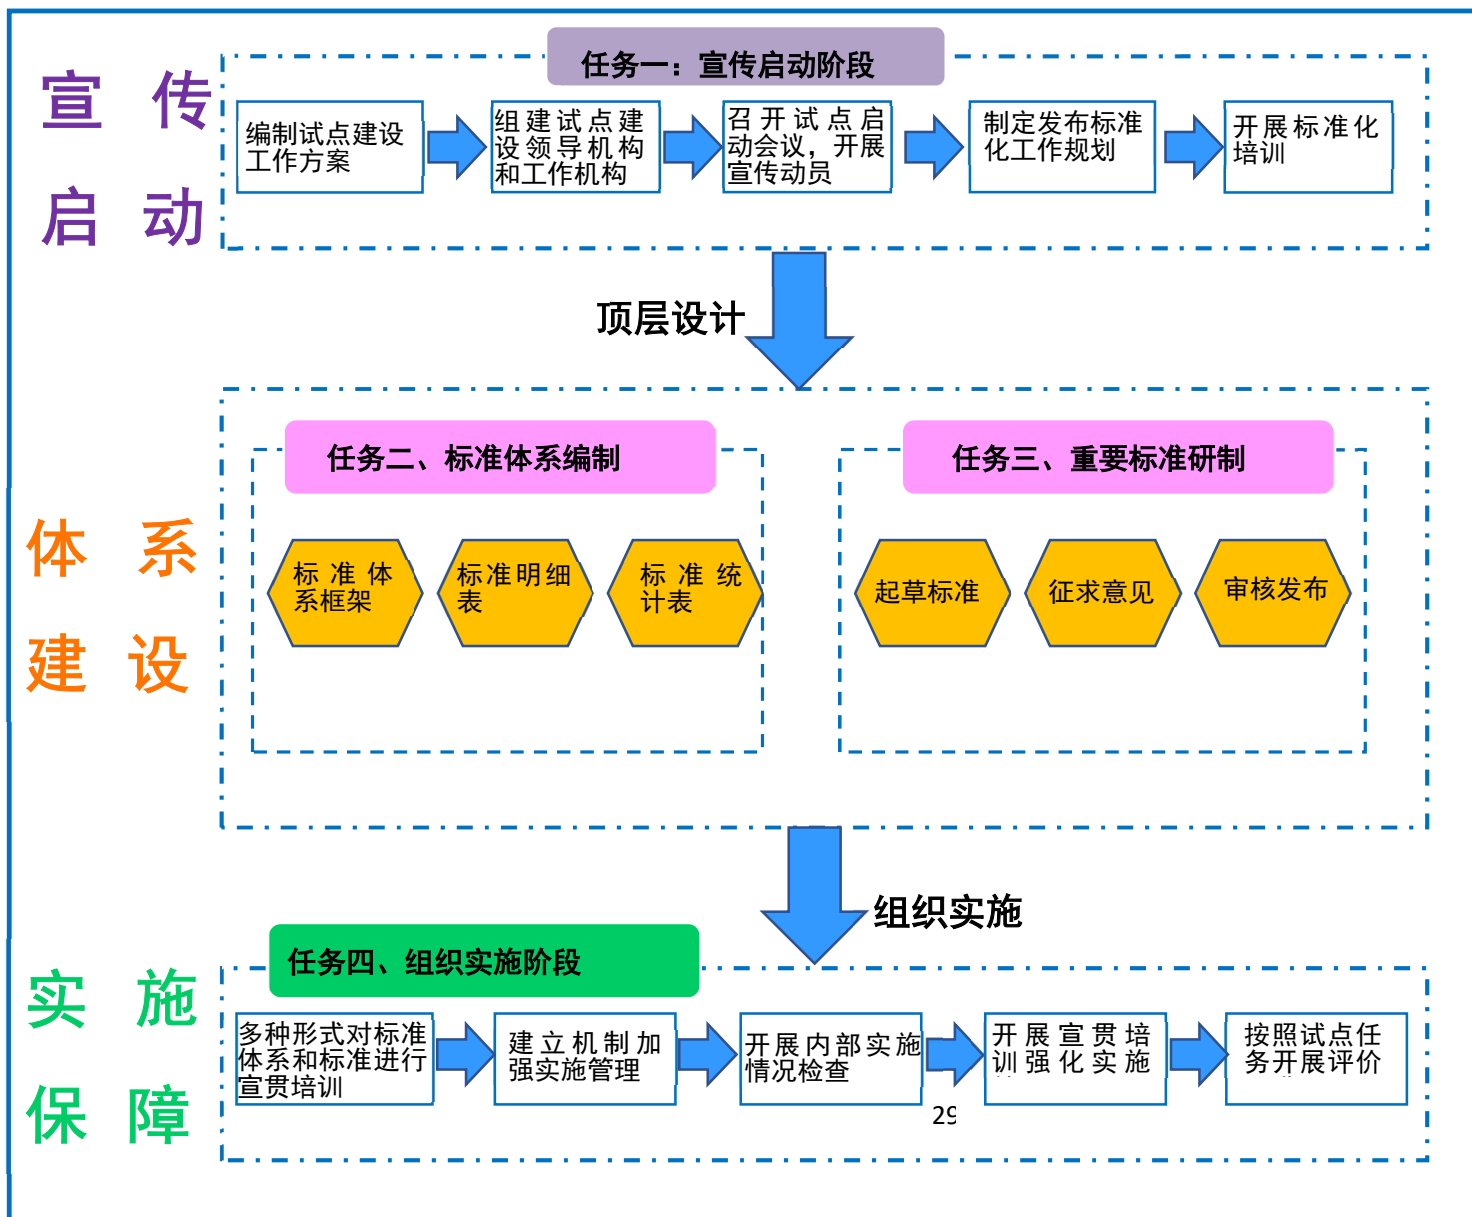 宣 传
启 动
任务一：宣传启动阶段
编制试点建设
工作方案
组建试点建
设领导机构
和工作机构
召开试点启
动会议，开展
宣传动员
制定发布标准
化工作规划
开展标准化
培训
顶层设计
体 系
建 设
任务二、标准体系编制
标准体
系框架
标准明细
表
标准统
计表
任务三、重要标准研制
起草标准
征求意见
审核发布
组织实施
实 施
保 障
任务四、组织实施阶段
多种形式对标准
体系和标准进行
宣贯培训
建立机制加
强实施管理
开展内部实施
情况检查
开展宣贯培
训强化实施
按照试点任
务开展评价
29